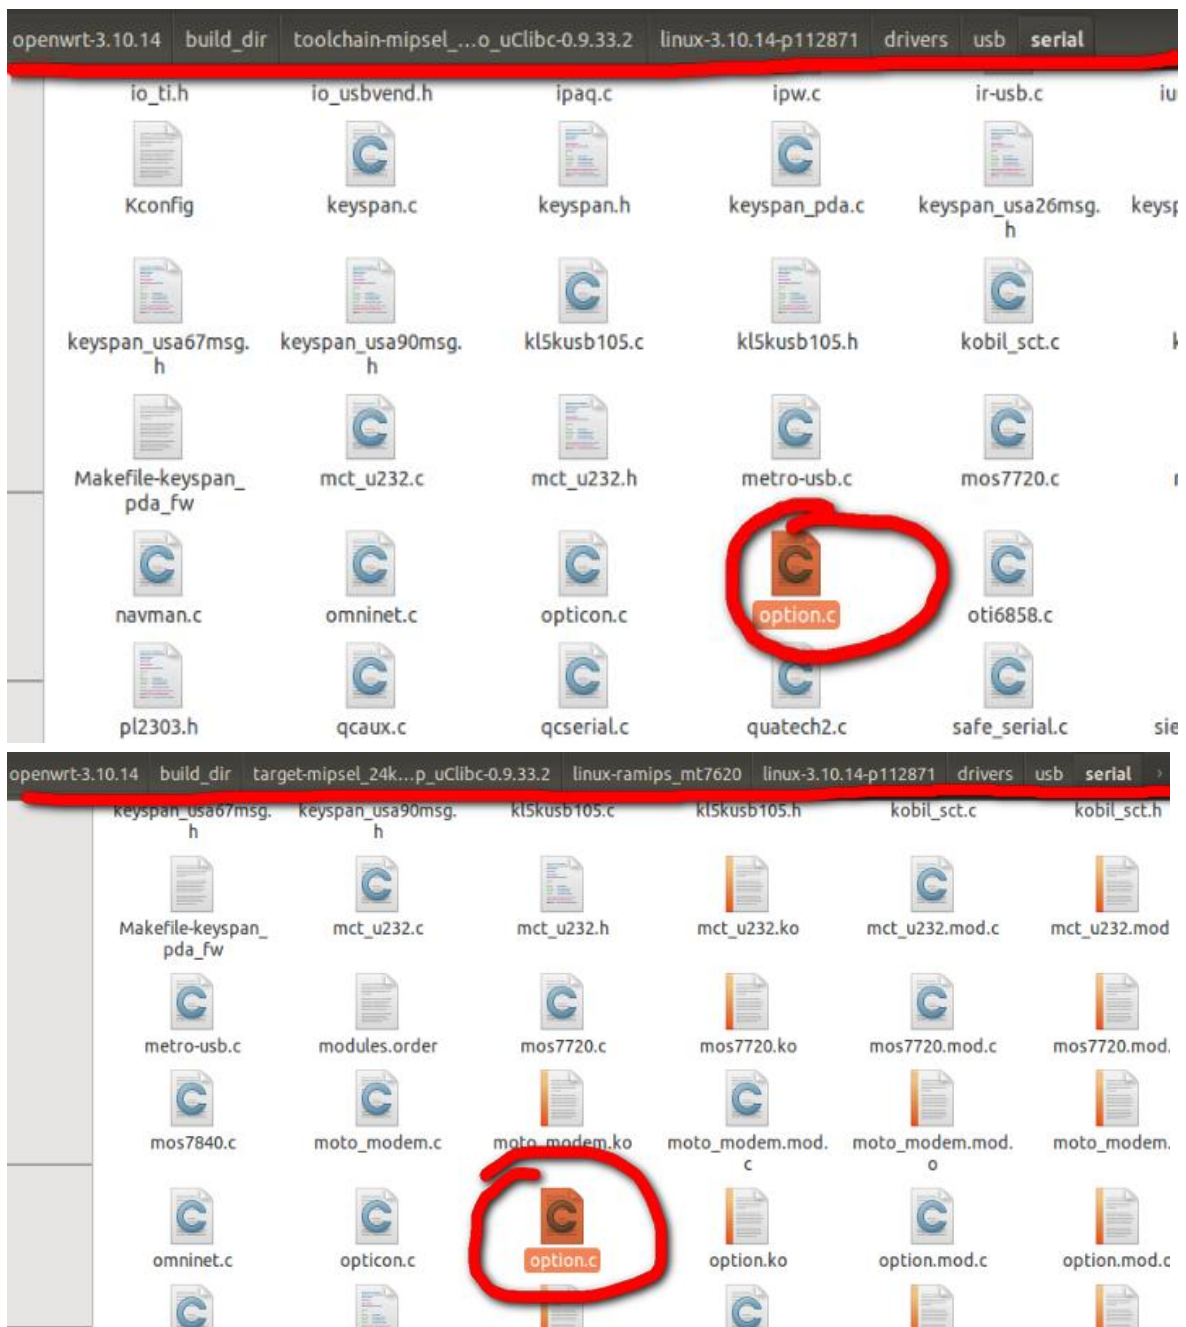 openwrt-3.10.14 build_dir toolchain-mipsel_...o_uClibc-0.9.33.2 linux-3.10.14-p112871 drivers usb serial
io_ti.h io_usbvend.h ipaq.c ipw.c ir-usb.c iu
Kconfig keyspan.c keyspan.h keyspan_pda.c keyspan_usa26msg. keysp
h
keyspan_usa67msg. keyspan_usa90msg. kl5kusb105.c kl5kusb105.h kobil_sct.c
h h
Makefile-keyspan_ mct_u232.c mct_u232.h metro-usb.c mos7720.c
pda_fw
navman.c omninet.c opticon.c option.c oti6858.c
pl2303.h qcaux.c qcserial.c quatech2.c safe_serial.c sie
openwrt-3.10.14 build_dir target-mipsel_24k...p_uClibc-0.9.33.2 linux-ramips_mt7620 linux-3.10.14-p112871 drivers usb serial
keyspan_usa67msg. keyspan_usa90msg. kl5kusb105.c kl5kusb105.h kobil_sct.c kobil_sct.h
h h
Makefile-keyspan_ mct_u232.c mct_u232.h mct_u232.ko mct_u232.mod.c mct_u232.mod
pda_fw
metro-usb.c modules.order mos7720.c mos7720.ko mos7720.mod.c mos7720.mod.
mos7840.c moto_modem.c moto_modem.ko moto_modem.mod. moto_modem.mod. moto_modem.
c o
omninet.c opticon.c option.c option.ko option.mod.c option.mod.o